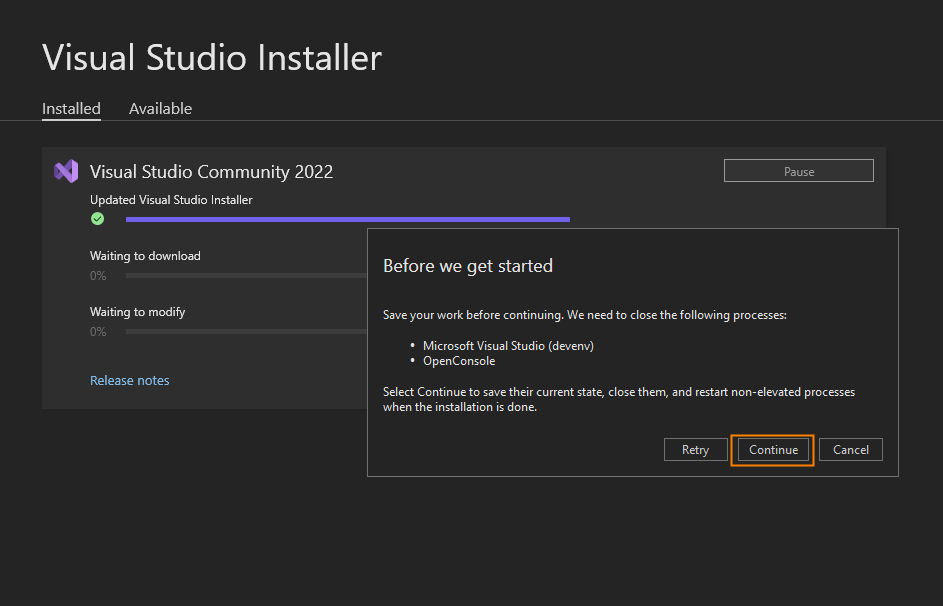 Visual Studio Installer
Installed Available
Visual Studio Community 2022
Pause
Updated Visual Studio Installer
Waiting to download
0%
Waiting to modify
0%
Release notes
Before we get started
Save your work before continuing. We need to close the following processes:
• Microsoft Visual Studio (devenv)
• OpenConsole
Select Continue to save their current state, close them, and restart non-elevated processes
when the installation is done.
Retry Continue Cancel